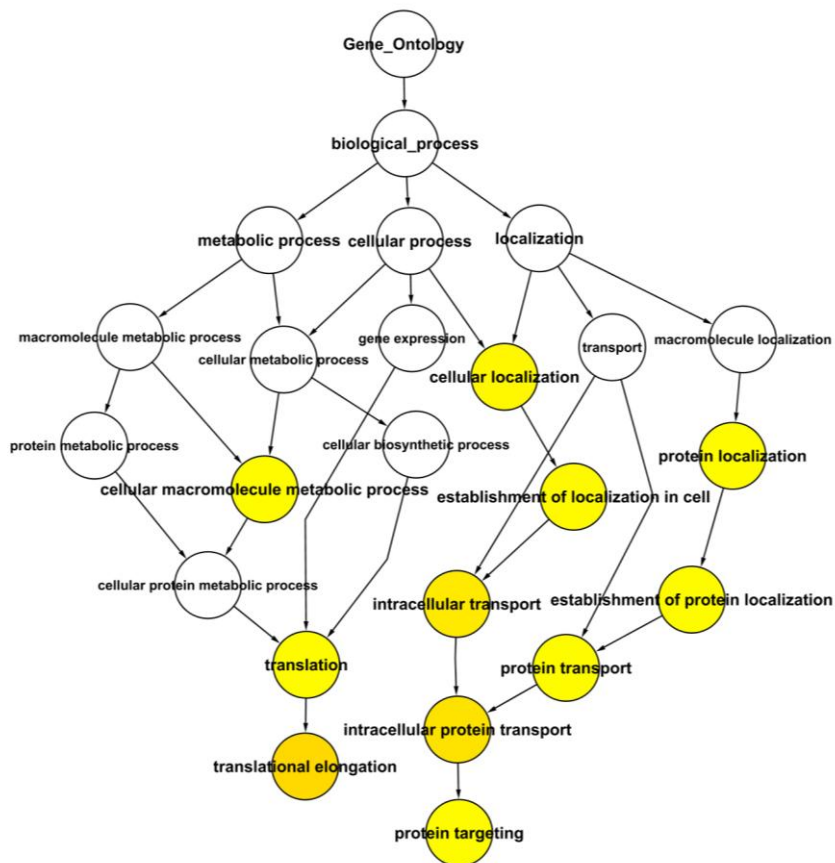 Gene_Ontology
biological_process
metabolic process
cellular process
localization
macromolecule metabolic process
cellular metabolic process
gene expression
cellular localization
transport
macromolecule localization
protein metabolic process
cellular biosynthetic process
protein localization
cellular macromolecule metabolic process
establishment of localization in cell
cellular protein metabolic process
intracellular transport
establishment of protein localization
translation
protein transport
intracellular protein transport
translational elongation
protein targeting